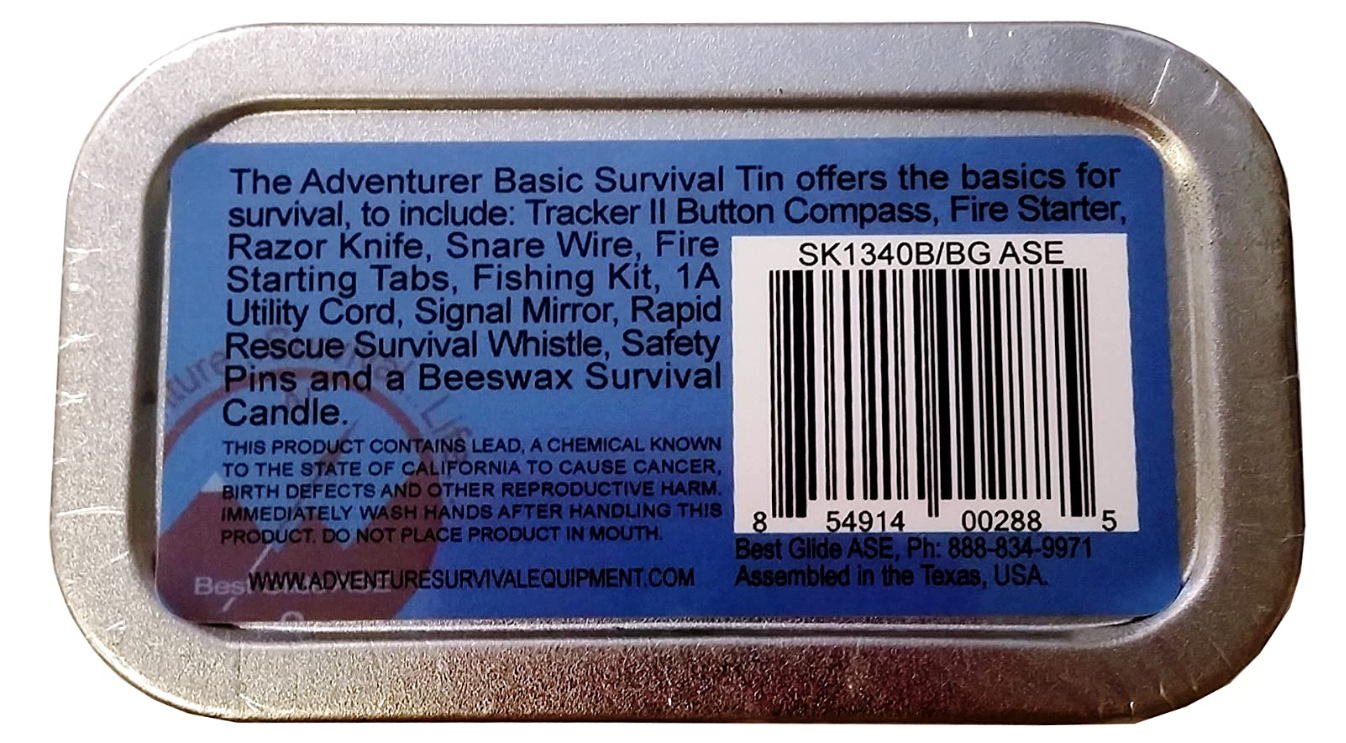 The Adventurer Basic Survival Tin offers the basics for
survival, to include: Tracker II Button Compass, Fire Starter,
Razor Knife, Snare Wire, Fire
Starting Tabs, Fishing Kit, 1A
Utility Cord, Signal Mirror, Rapid
Rescue Survival Whistle, Safety
Pins and a Beeswax Survival
Candle.
THIS PRODUCT CONTAINS LEAD, A CHEMICAL KNOWN
TO THE STATE OF CALIFORNIA TO CAUSE CANCER,
BIRTH DEFECTS AND OTHER REPRODUCTIVE HARM.
IMMEDIATELY WASH HANDS AFTER HANDLING THIS
PRODUCT. DO NOT PLACE PRODUCT IN MOUTH.
WWW.ADVENTURESURVIVALEQUIPMENT.COM
SK1340B/BG ASE
8 54914 00288 5
Best Glide ASE, Ph: 888-834-9971
Assembled in the Texas, USA.
Best